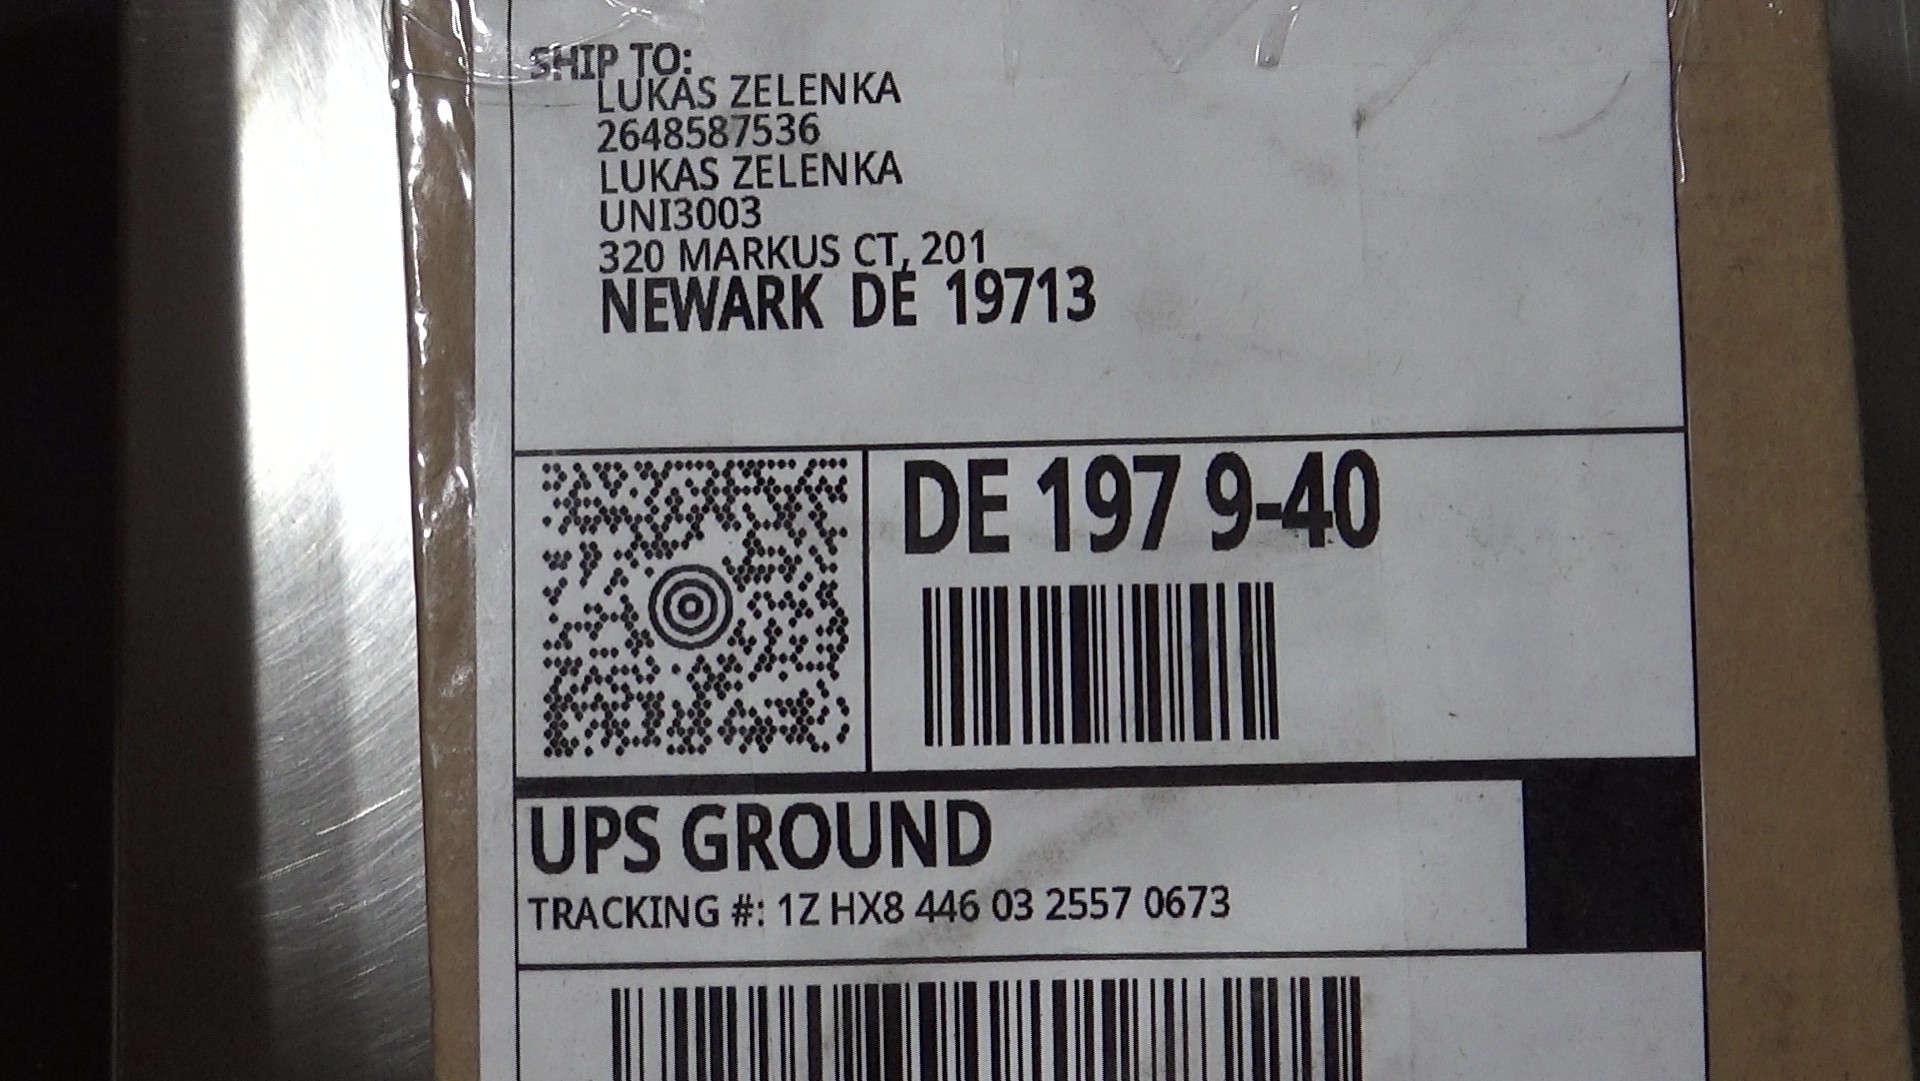 SHIP TO:
LUKAS ZELENKA
2648587536
LUKAS ZELENKA
UNI3003
320 MARKUS CT, 201
NEWARK DE 19713
DE 197 9-40
UPS GROUND
TRACKING #: 1Z HX8 446 03 2557 0673